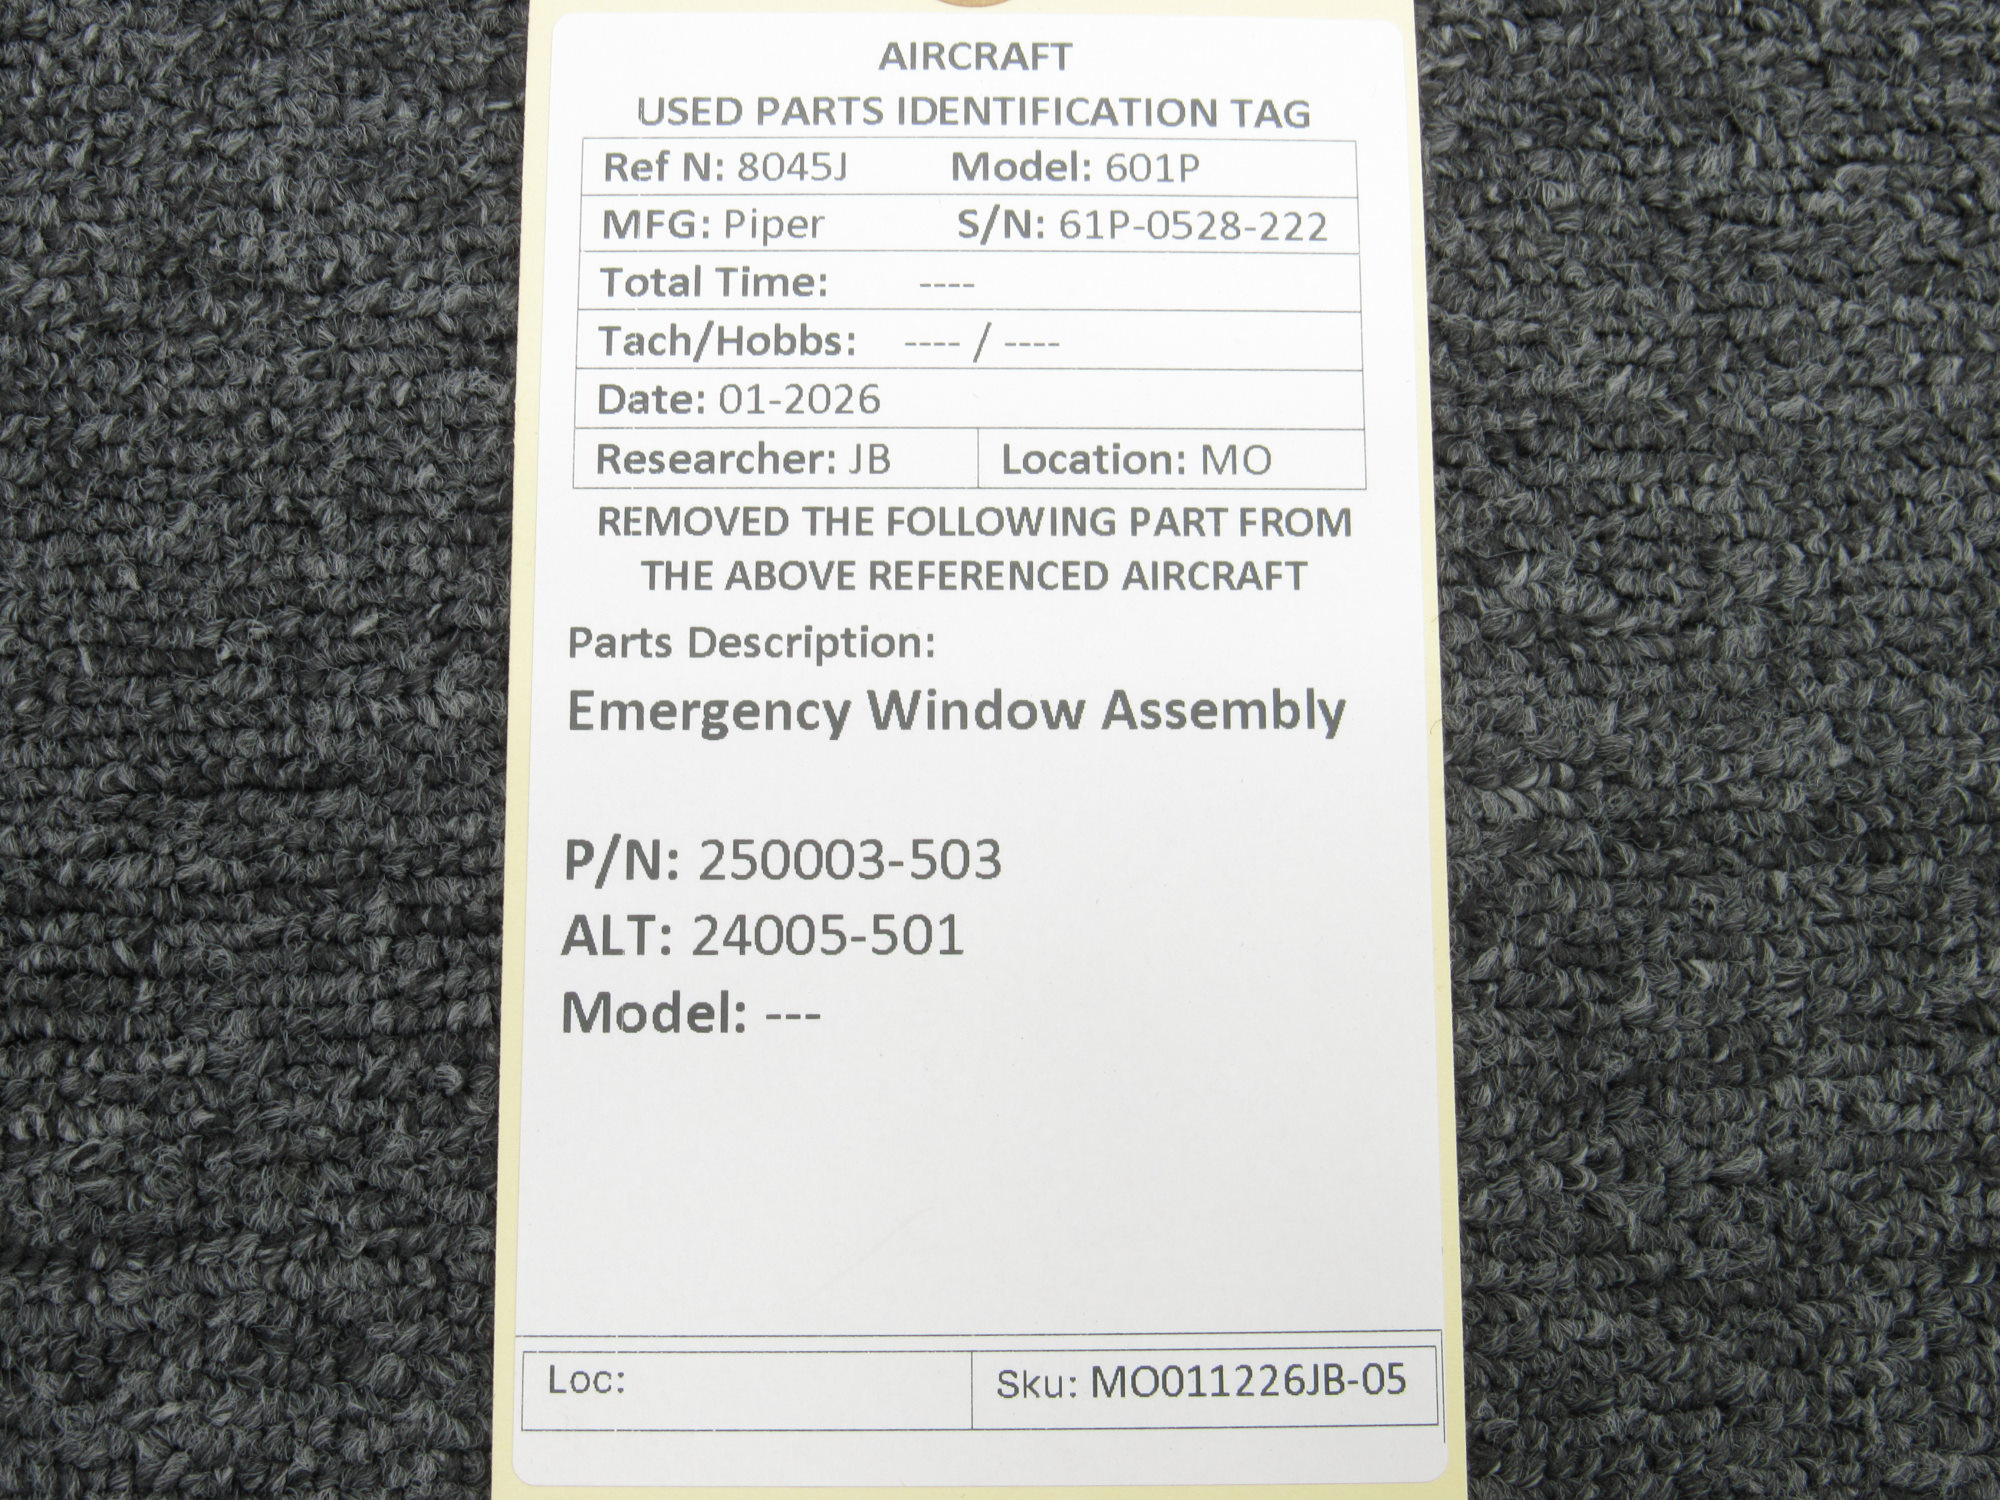 AIRCRAFT
USED PARTS IDENTIFICATION TAG
Ref N: 8045J Model: 601P
MFG: Piper S/N: 61P-0528-222
Total Time: ----
Tach/Hobbs: ---- / ----
Date: 01-2026
Researcher: JB Location: MO
REMOVED THE FOLLOWING PART FROM
THE ABOVE REFERENCED AIRCRAFT
Parts Description:
Emergency Window Assembly
P/N: 250003-503
ALT: 24005-501
Model: ---
Loc: Sku: MO011226JB-05